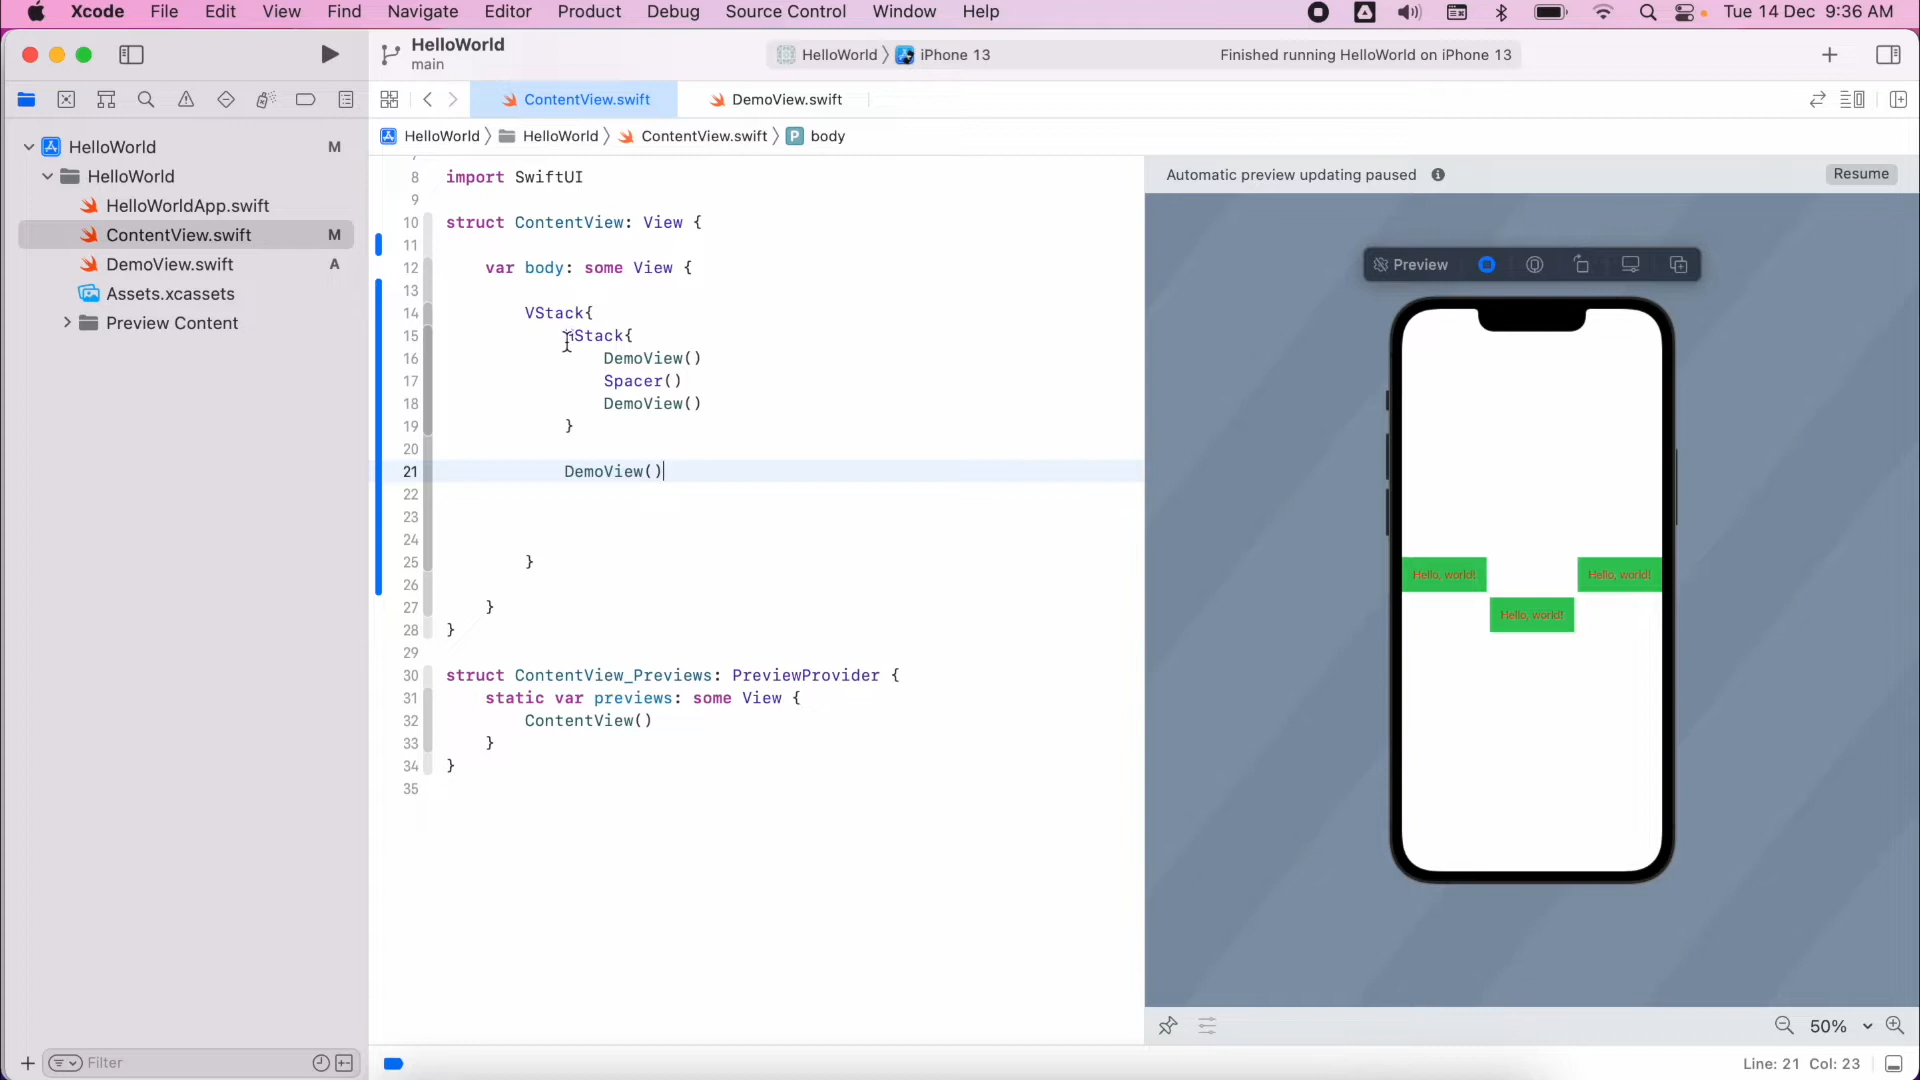 Xcode File Edit View Find Navigate Editor Product Debug Source Control Window Help Tue 14 Dec 9:36 AM
HelloWorld
main
HelloWorld iPhone 13 Finished running HelloWorld on iPhone 13
ContentView.swift DemoView.swift
HelloWorld HelloWorld ContentView.swift P body
HelloWorld M
HelloWorld
HelloWorldApp.swift
ContentView.swift M
DemoView.swift A
Assets.xcassets
Preview Content
8 import SwiftUI
9
10 struct ContentView: View {
11
12 var body: some View {
13
14 VStack{
15 Stack{
16 DemoView()
17 Spacer()
18 DemoView()
19 }
20
21 DemoView()
22
23
24
25 }
26
27 }
28 }
29
30 struct ContentView_Previews: PreviewProvider {
31 static var previews: some View {
32 ContentView()
33 }
34 }
35
Automatic preview updating paused Resume
Preview
Hello, world! Hello, world!
Hello, world!
50%
Filter
Line: 21 Col: 23